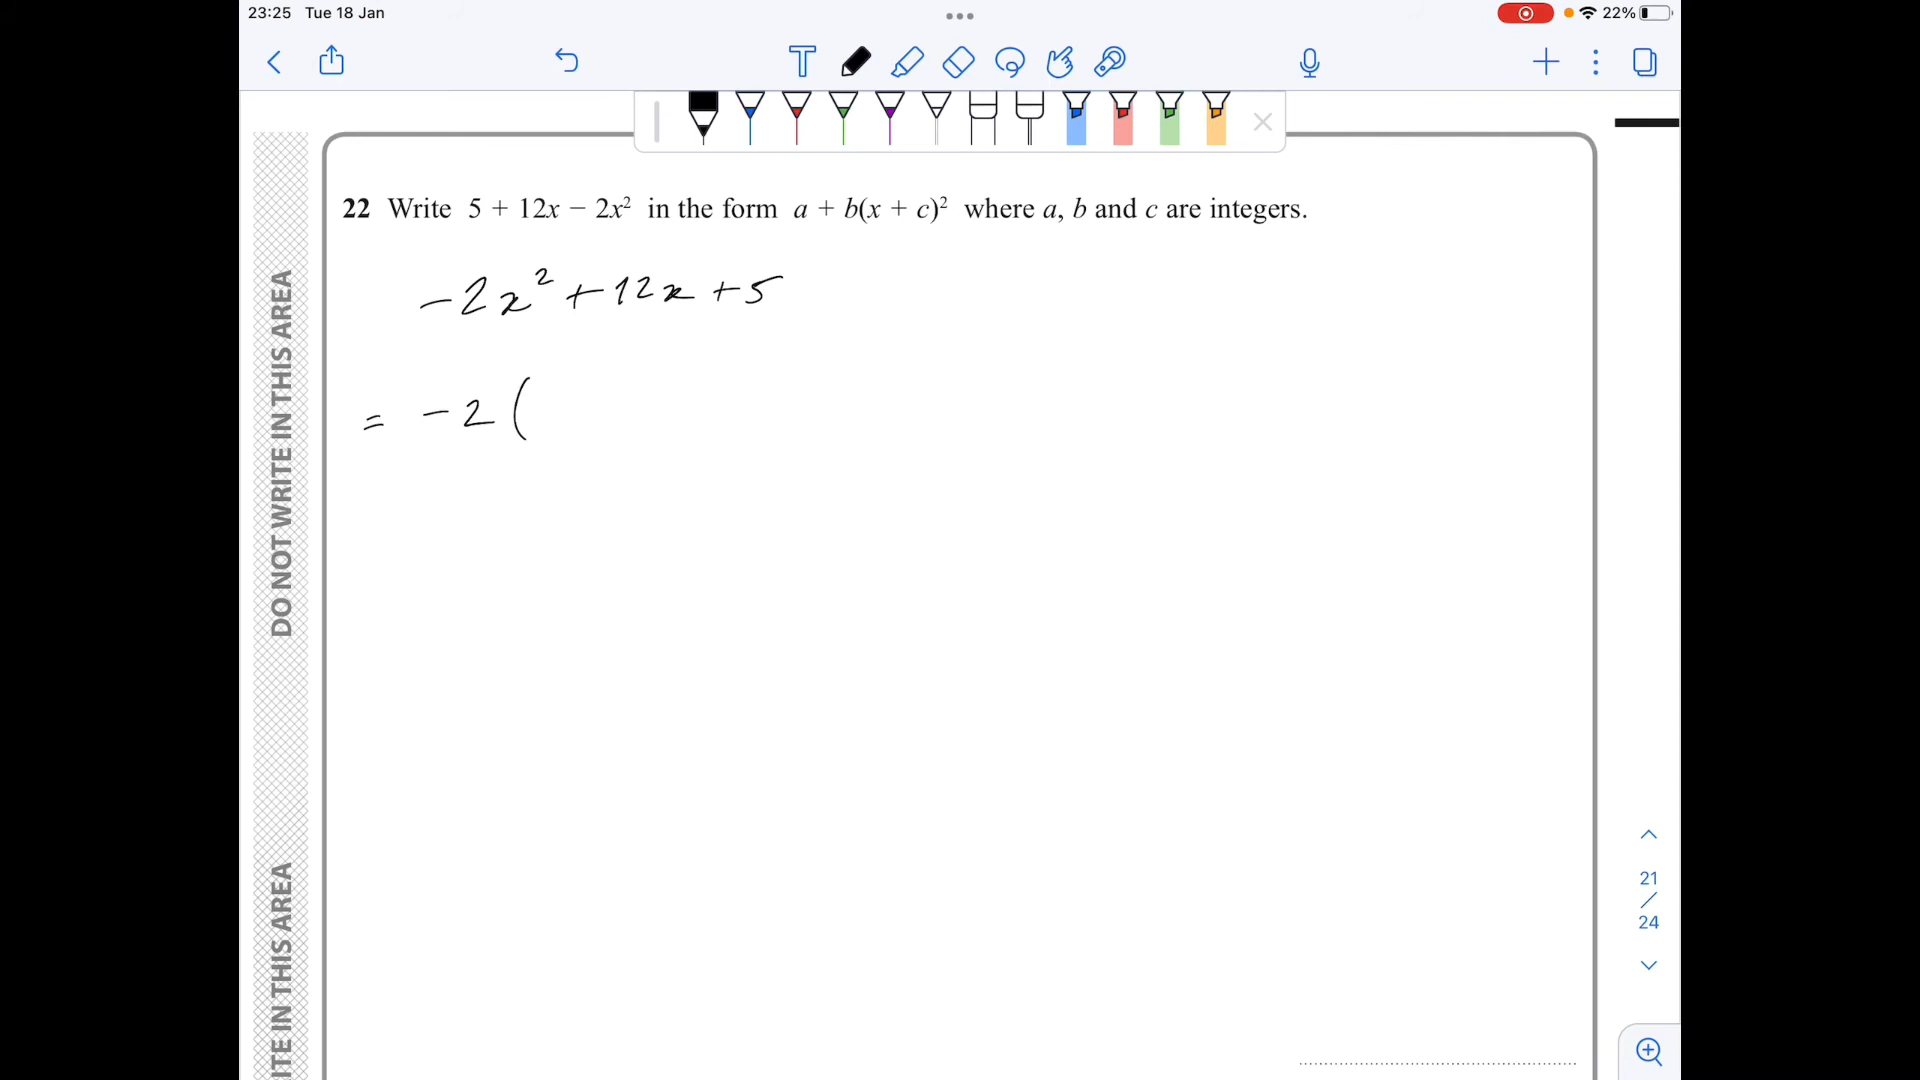 23:25 Tue 18 Jan
22%
T
22 Write 5 + 12x − 2x² in the form a + b(x + c)² where a, b and c are integers.
-2x² +12x +5
= -2 (
DO NOT WRITE IN THIS AREA
ITE IN THIS AREA
21
/
24